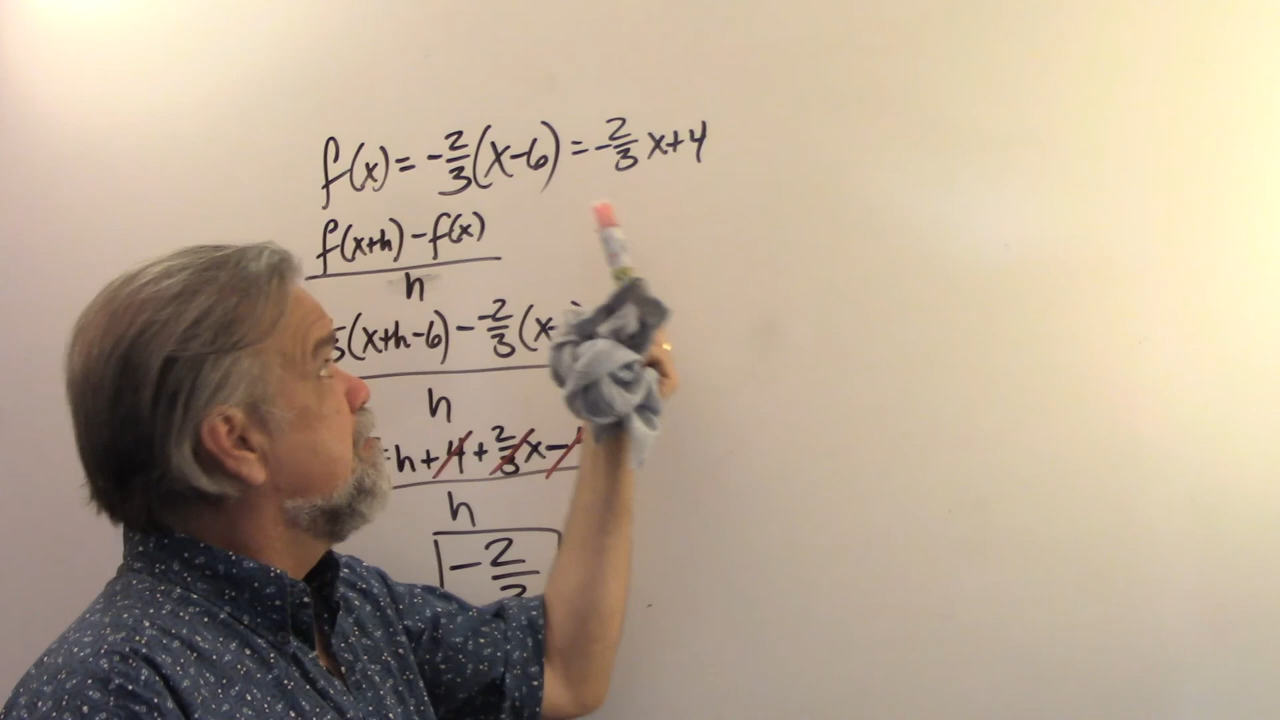 f(x) = -2/3(x-6) = -2/3 x+4
f(x+h) - f(x)
h
(x+h-6) - -2/3(x-
h
h+4+2/3x-
h
-2/3